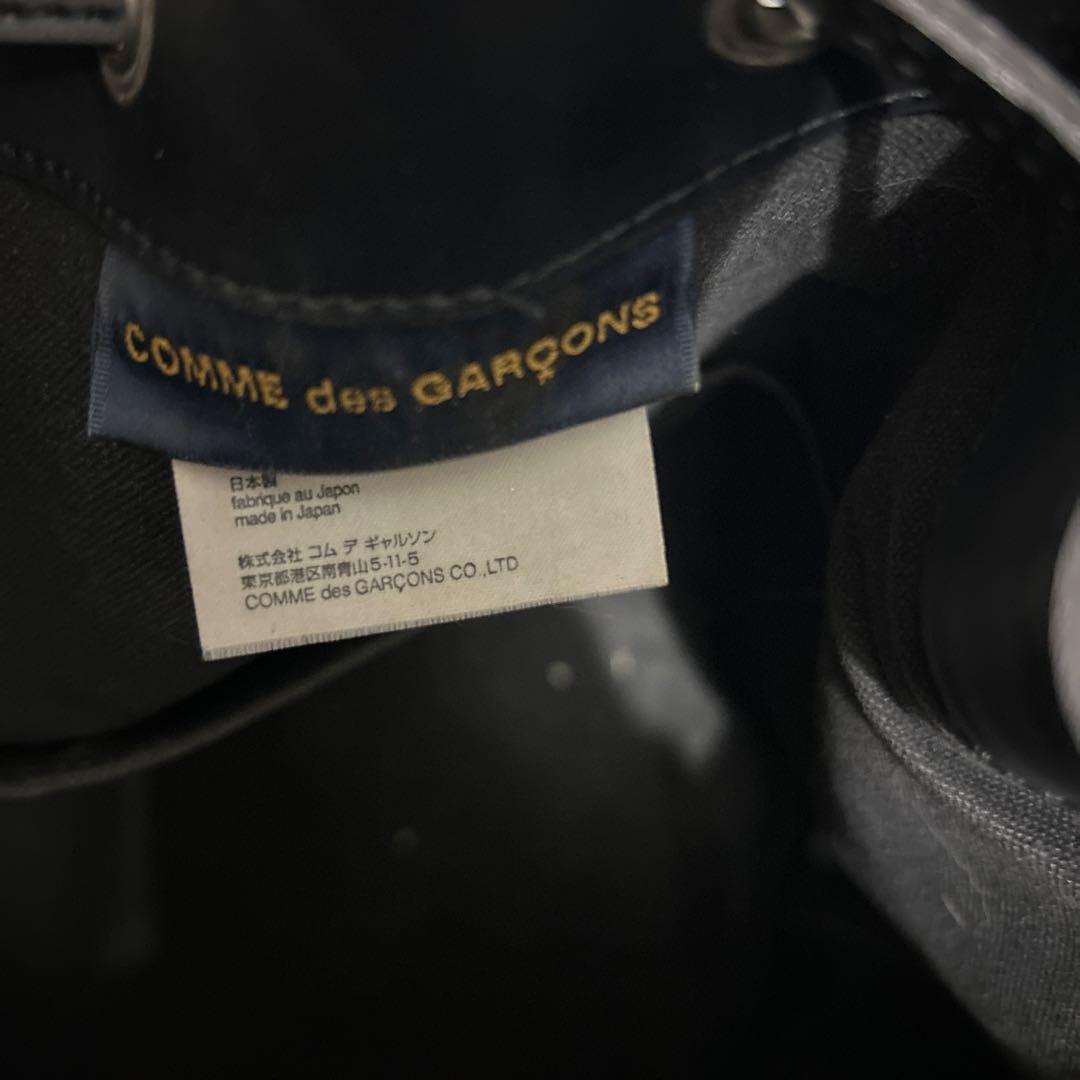 COMME des GARÇONS
日本製
fabriqué au Japon
made in Japan
株式会社 コム デ ギャルソン
東京都港区南青山5-11-5
COMME des GARÇONS CO.,LTD